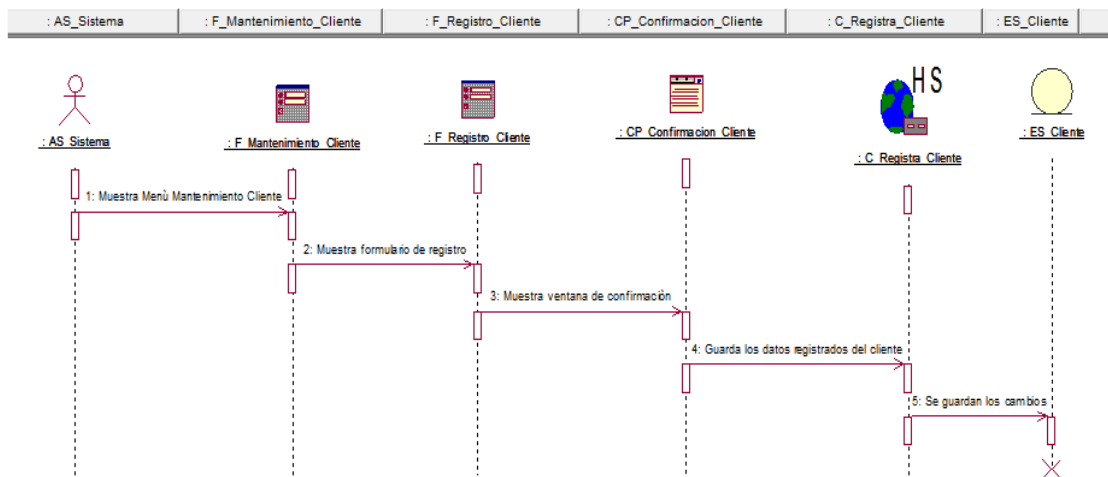 : AS_Sistema
: F_Mantenimiento_Cliente
: F_Registro_Cliente
: CP_Confirmacion_Cliente
: C_Registra_Cliente
: ES_Cliente
HS
: AS_Sistema
: F_Mantenimiento_Cliente
: F_Registro_Cliente
: CP_Confirmacion_Cliente
: C_Registra_Cliente
: ES_Cliente
1: Muestra Menù Mantenimiento Cliente
2: Muestra formulario de registro
3: Muestra ventana de confirmaciòn
4: Guarda los datos registrados del cliente
5: Se guardan los cambios